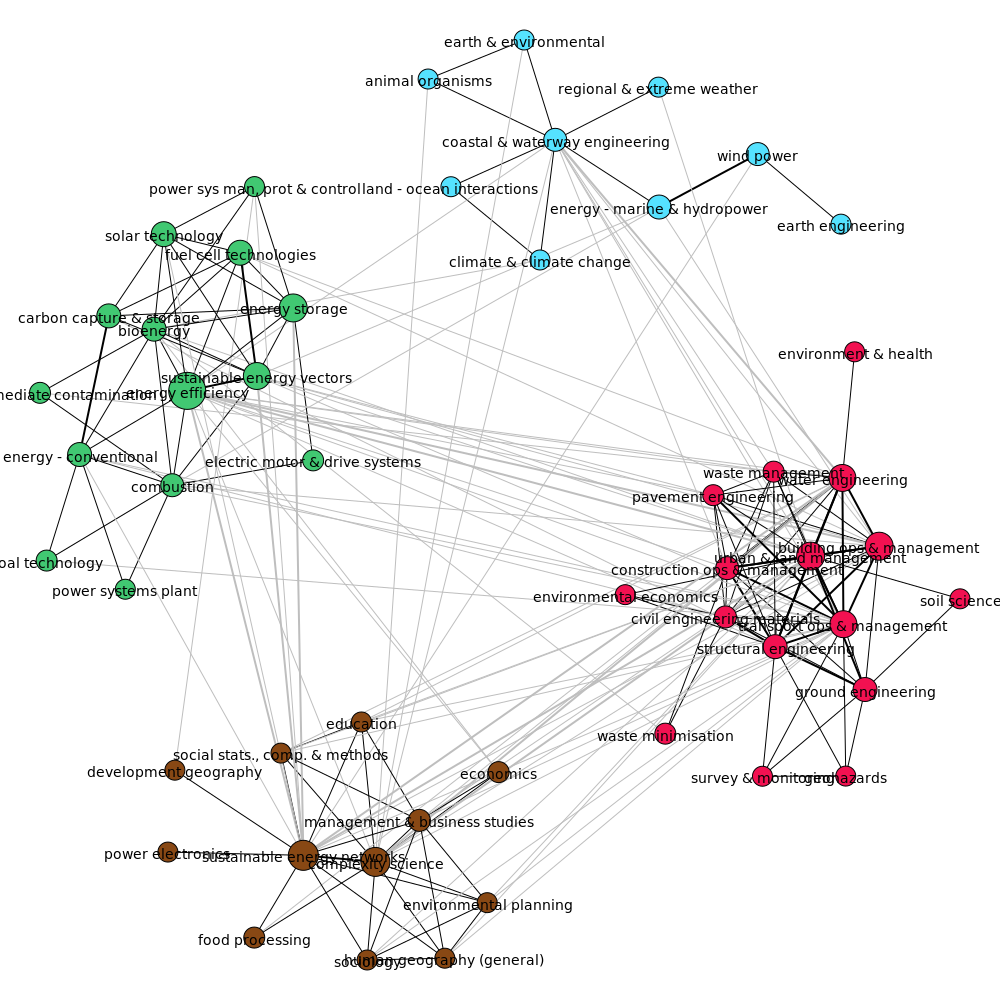 earth & environmental
animal organisms
regional & extreme weather
coastal & waterway engineering
wind power
power sys man, prot & control
land - ocean interactions
energy - marine & hydropower
earth engineering
solar technology
fuel cell technologies
climate & climate change
energy storage
carbon capture & storage
bioenergy
environment & health
sustainable energy vectors
energy efficiency
mediate contamination
energy - conventional
electric motor & drive systems
combustion
waste management
water engineering
pavement engineering
building ops & management
urban & land management
construction ops & management
oal technology
power systems plant
environmental economics
soil science
civil engineering materials
transport ops & management
structural engineering
ground engineering
waste minimisation
survey & monitoring
geohazards
education
social stats., comp. & methods
development geography
economics
management & business studies
power electronics
sustainable energy networks
complexity science
environmental planning
food processing
sociology
human geography (general)